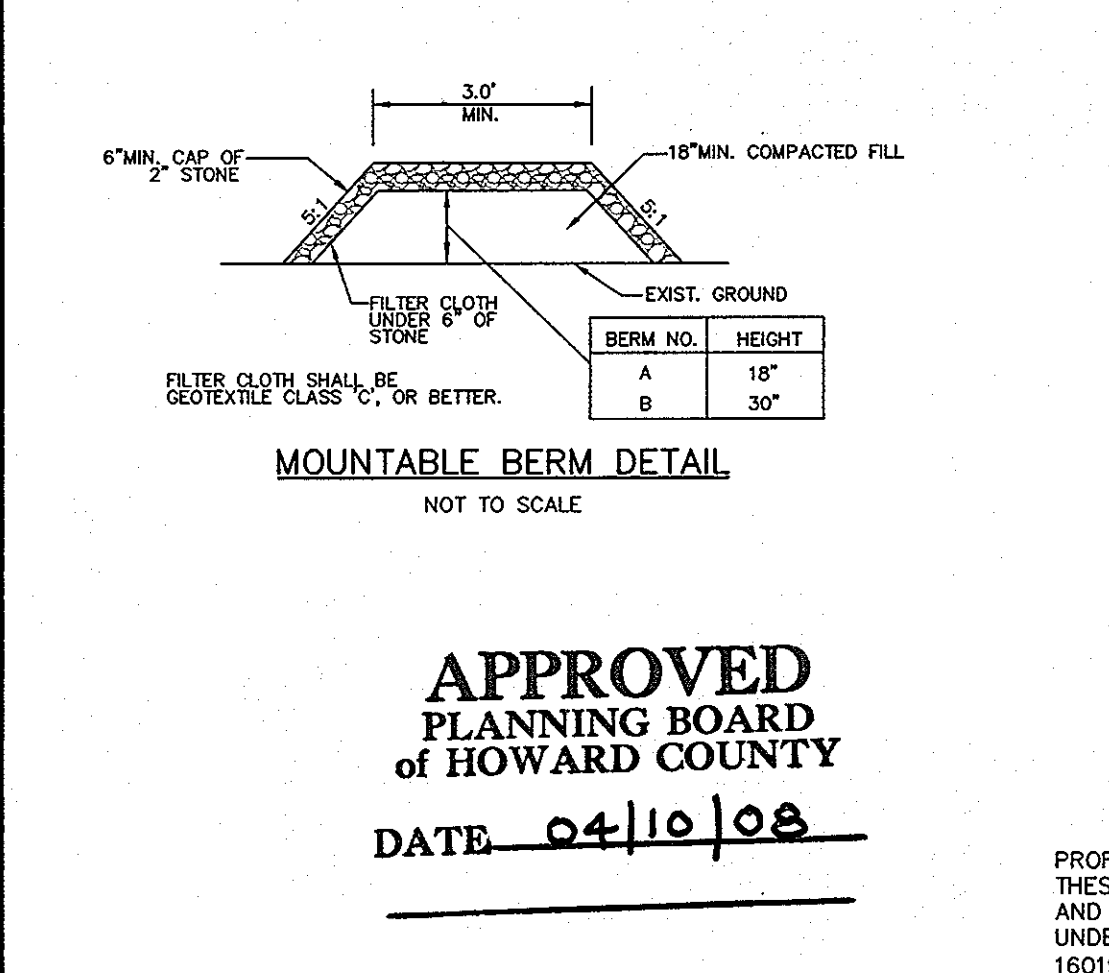 3.0'
MIN.
6"MIN. CAP OF
2" STONE
18"MIN. COMPACTED FILL
5:1
5:1
FILTER CLOTH
UNDER 6" OF
STONE
EXIST. GROUND
BERM NO. HEIGHT
A 18"
B 30"
FILTER CLOTH SHALL BE
GEOTEXTILE CLASS 'C', OR BETTER.
MOUNTABLE BERM DETAIL
NOT TO SCALE
APPROVED
PLANNING BOARD
of HOWARD COUNTY
DATE 04|10|08
THES
AND
UNDE